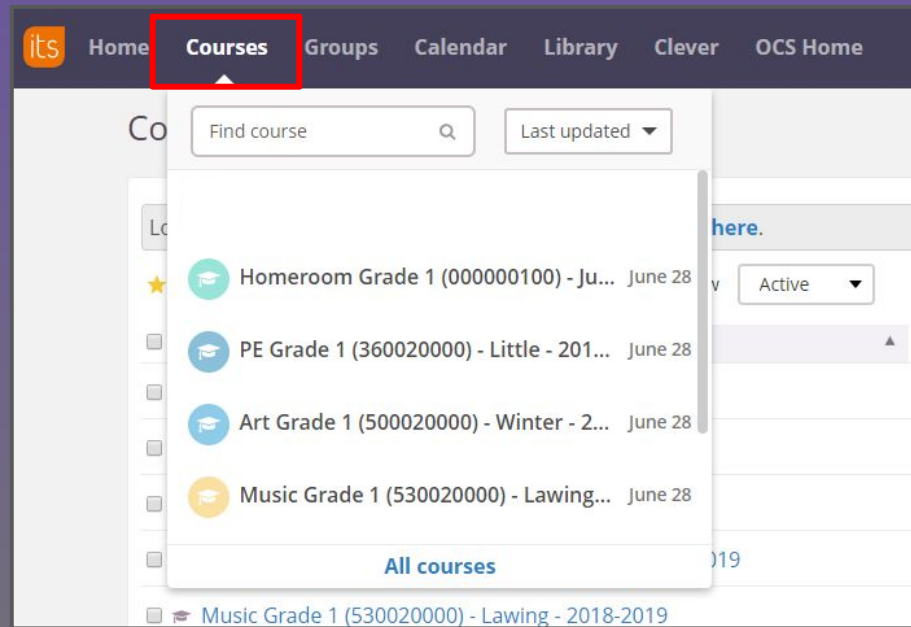 its Home Courses Groups Calendar Library Clever OCS Home
Co
Find course
Last updated
Lo
here.
Homeroom Grade 1 (000000100) - Ju... June 28
Active
PE Grade 1 (360020000) - Little - 201... June 28
Art Grade 1 (500020000) - Winter - 2... June 28
Music Grade 1 (530020000) - Lawing... June 28
All courses
019
Music Grade 1 (530020000) - Lawing - 2018-2019